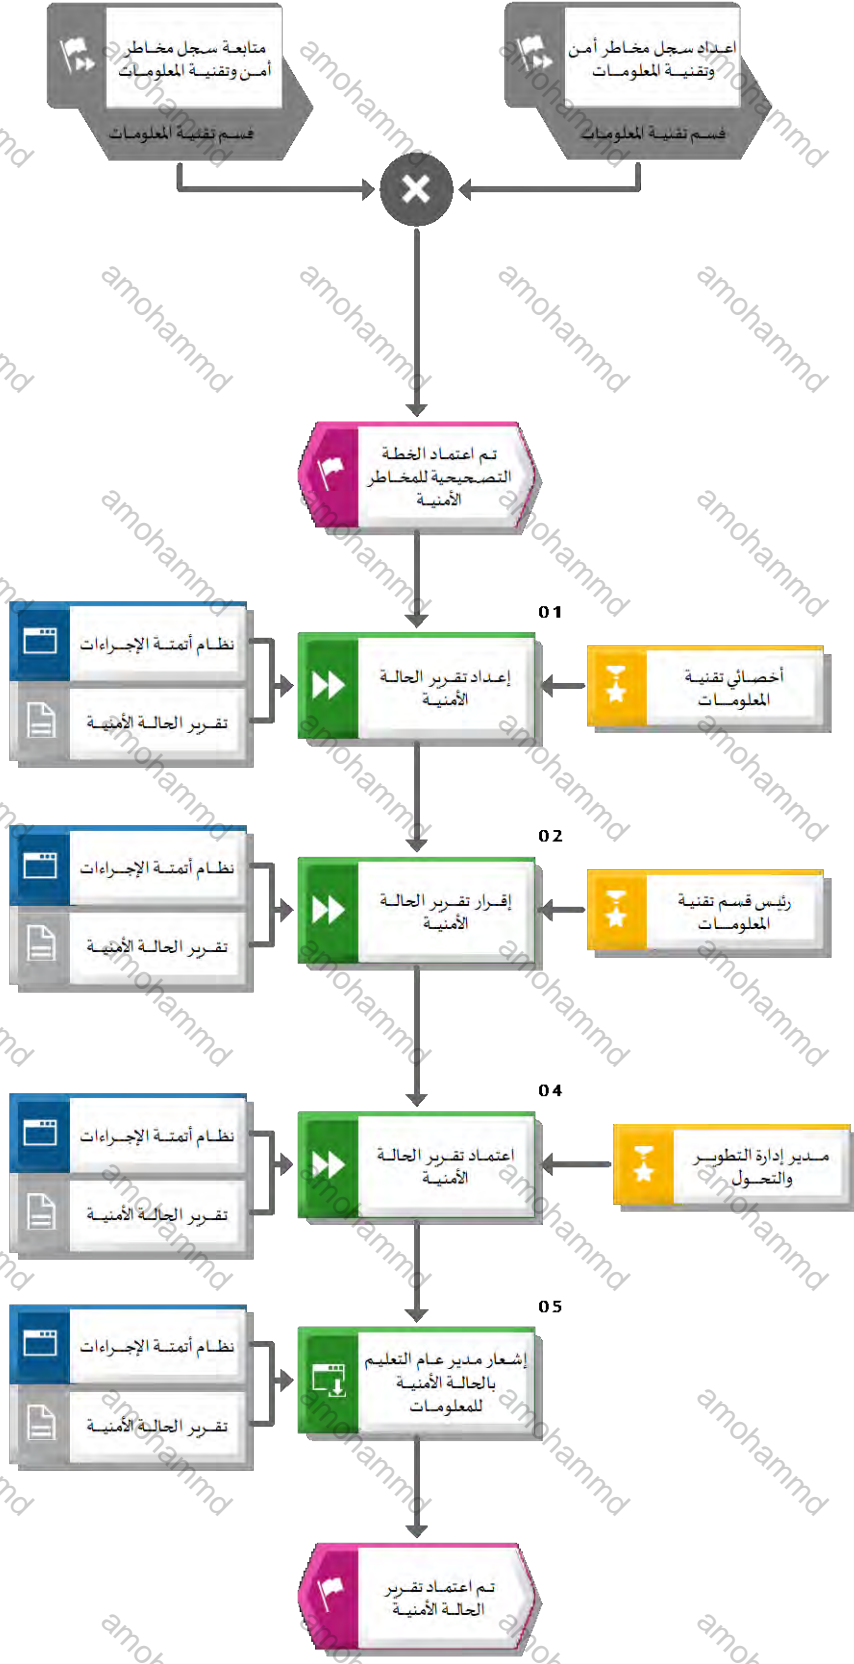 اعداد سجل مخاطر أمن
وتقنية المعلومات
قسم تقنية المعلومات
متابعة سجل مخاطر
أمن وتقنية المعلومات
قسم تقنية المعلومات
تم اعتماد الخطة
التصحيحية للمخاطر
الأمنية
01
أخصائي تقنية
المعلومات
إعداد تقرير الحالة
الأمنية
نظام أتمتة الإجراءات
تقرير الحالة الأمنية
02
رئيس قسم تقنية
المعلومات
إقرار تقرير الحالة
الأمنية
نظام أتمتة الإجراءات
تقرير الحالة الأمنية
04
مدير إدارة التطوير
والتحول
اعتماد تقرير الحالة
الأمنية
نظام أتمتة الإجراءات
تقرير الحالة الأمنية
05
إشعار مدير عام التعليم
بالحالة الأمنية
للمعلومات
نظام أتمتة الإجراءات
تقرير الحالة الأمنية
تم اعتماد تقرير
الحالة الأمنية
amohammd